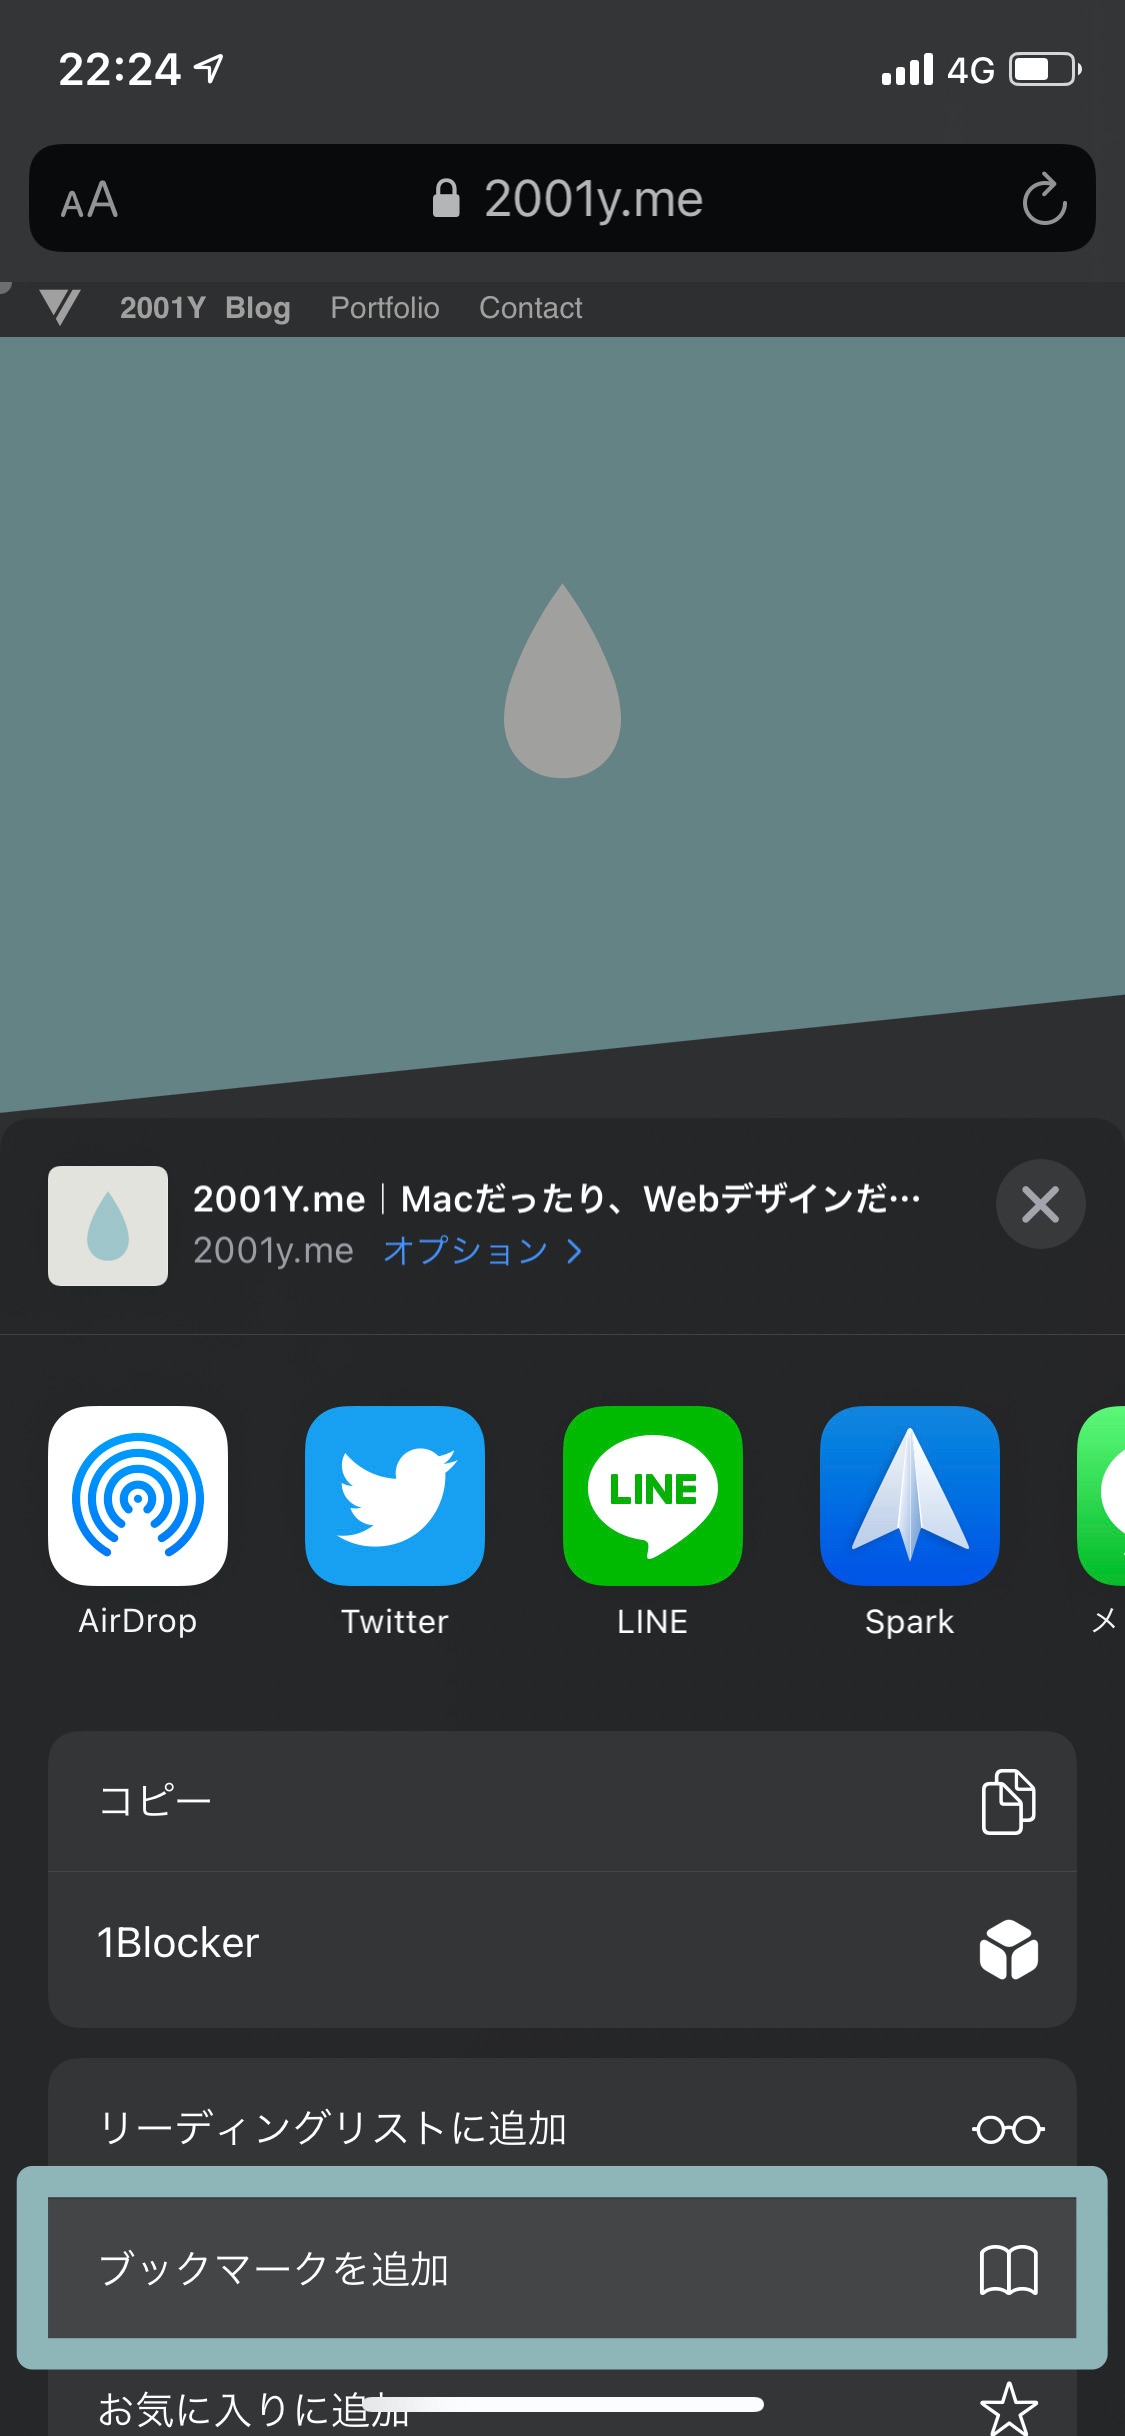 22:24
4G
AA
2001y.me
2001Y Blog Portfolio Contact
2001Y.me｜Macだったり、Webデザインだ…
2001y.me オプション
LINE
AirDrop Twitter LINE Spark メ
コピー
1Blocker
リーディングリストに追加
ブックマークを追加
お気に入りに追加